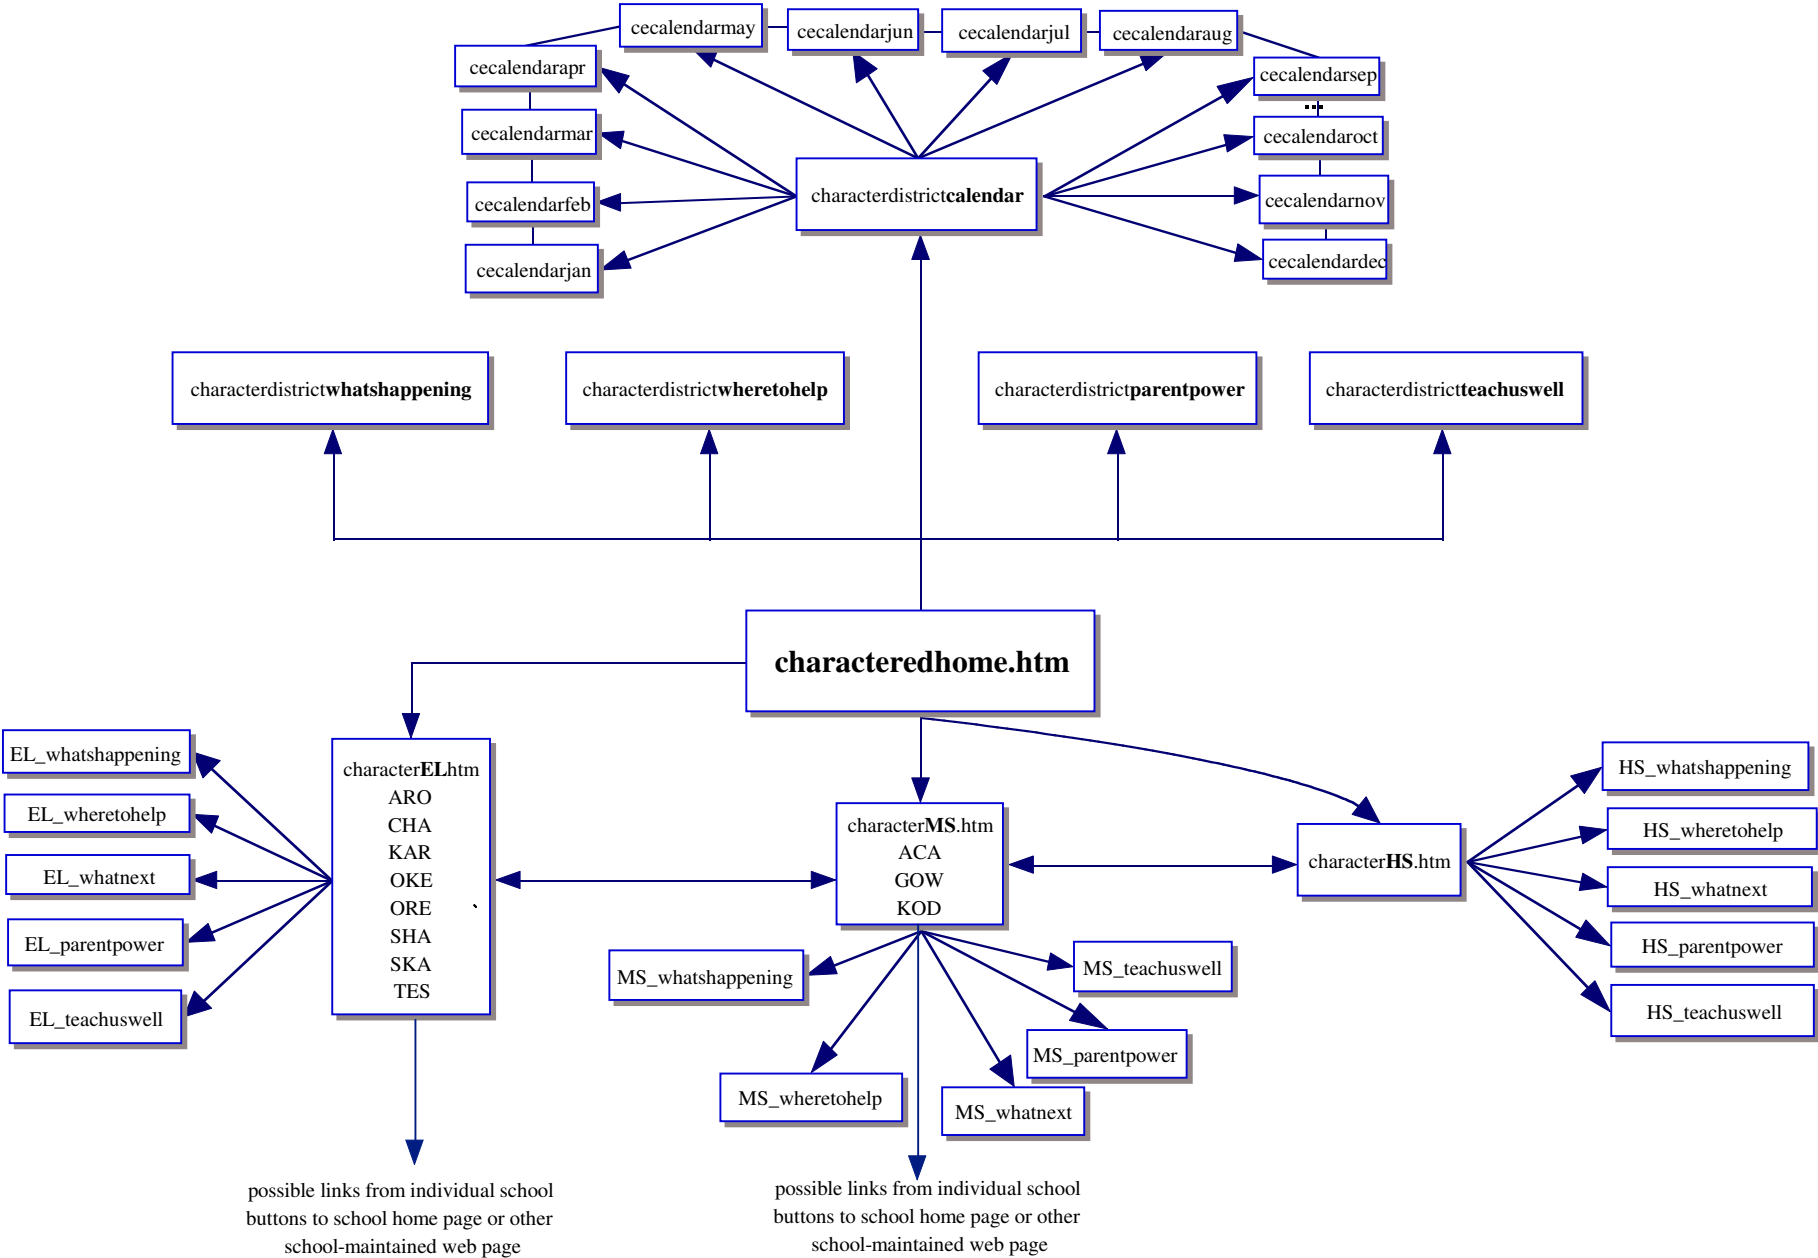 cecalendarmay
cecalendarjun
cecalendarjul
cecalendaraug
cecalendarapr
cecalendarsep
cecalendarmar
cecalendaroct
cecalendarfeb
characterdistrictcalendar
cecalendarnov
cecalendarjan
cecalendardec
characterdistrictwhatshappening
characterdistrictwheretohelp
characterdistrictparentpower
characterdistrictteachuswell
characteredhome.htm
EL_whatshappening
EL_wheretohelp
EL_whatnext
EL_parentpower
EL_teachuswell
characterELhtm
ARO
CHA
KAR
OKE
ORE
SHA
SKA
TES
characterMS.htm
ACA
GOW
KOD
characterHS.htm
HS_whatshappening
HS_wheretohelp
HS_whatnext
HS_parentpower
HS_teachuswell
MS_whatshappening
MS_teachuswell
MS_parentpower
MS_wheretohelp
MS_whatnext
possible links from individual school
buttons to school home page or other
school-maintained web page
possible links from individual school
buttons to school home page or other
school-maintained web page